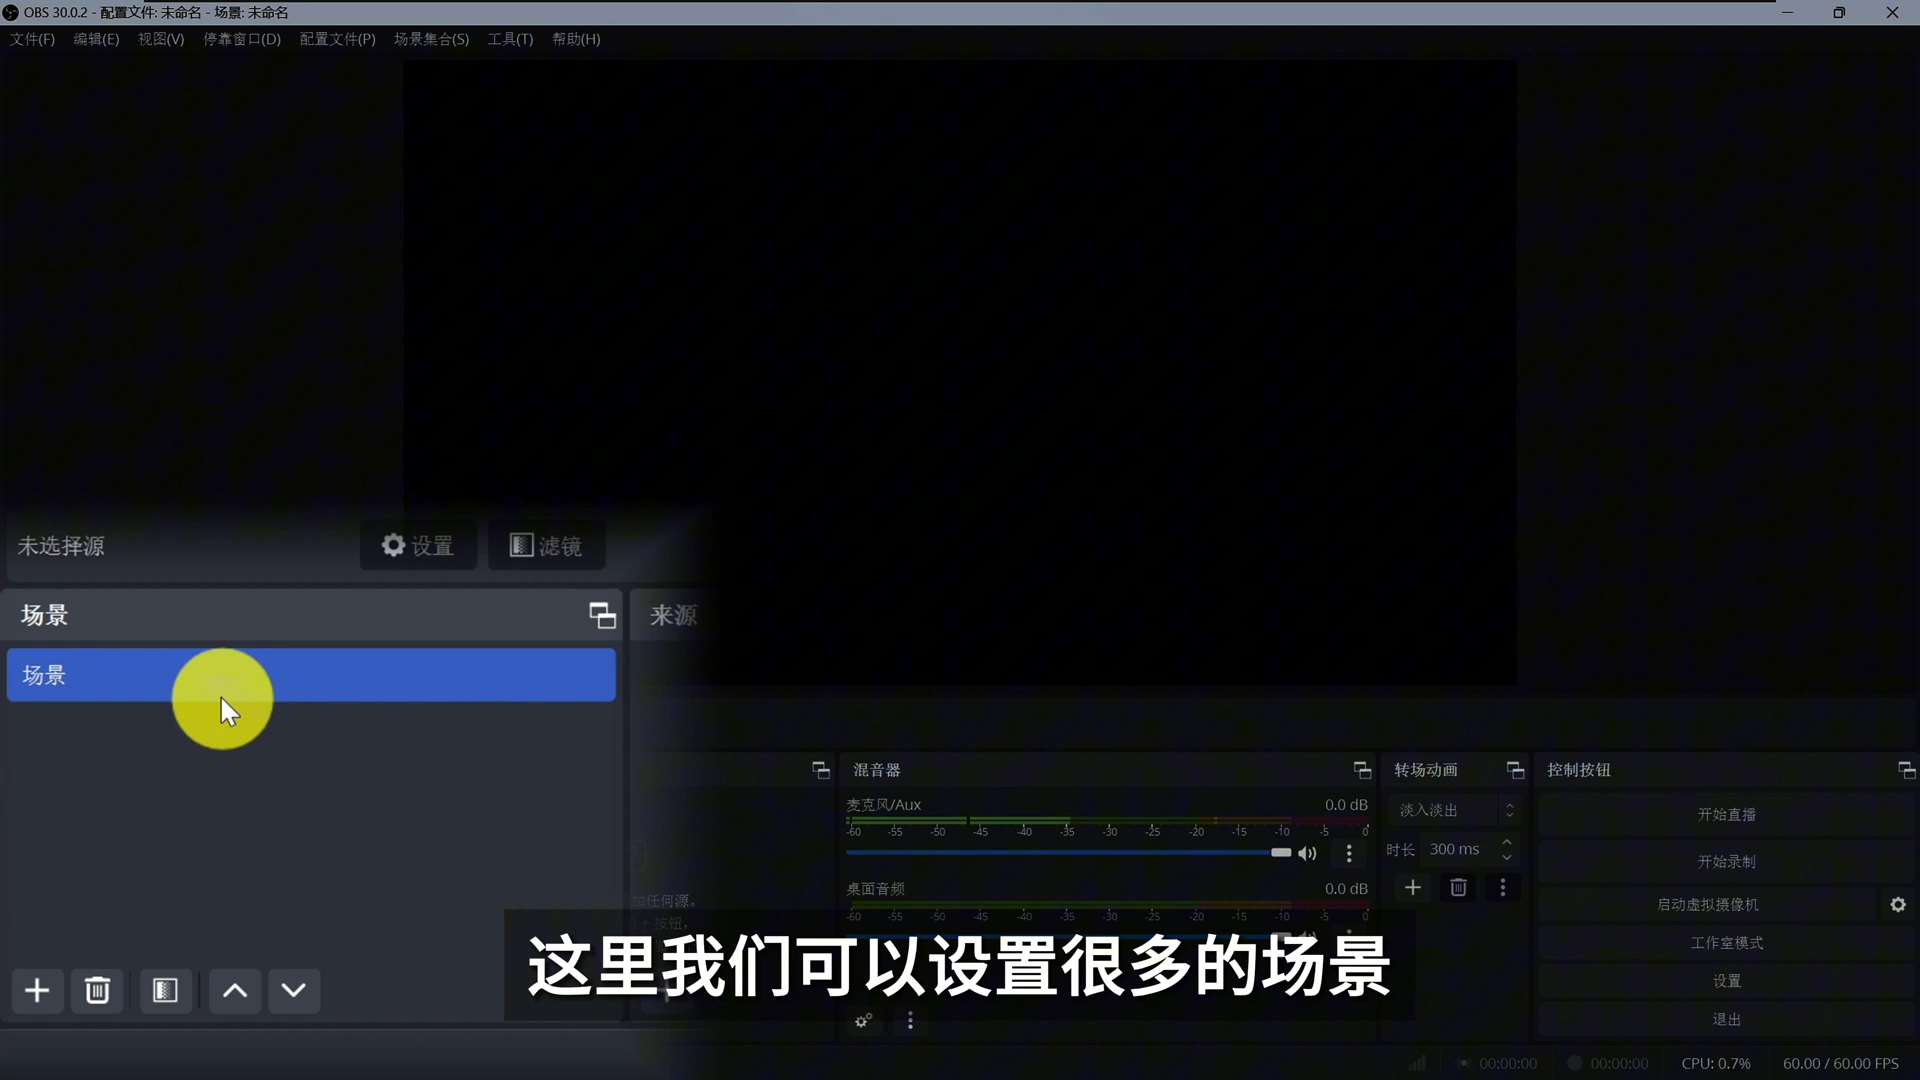 OBS 30.0.2 - 配置文件: 未命名 - 场景: 未命名
文件(F) 编辑(E) 视图(V) 停靠窗口(D) 配置文件(P) 场景集合(S) 工具(T) 帮助(H)
未选择源 设置 滤镜
场景 来源
场景
混音器 转场动画 控制按钮
麦克风/Aux 0.0 dB
-60 -55 -50 -45 -40 -35 -30 -25 -20 -15 -10 -5 0
淡入淡出
时长 300 ms
桌面音频 0.0 dB
-60 -55 -50 -45 -40 -35 -30 -25 -20 -15 -10 -5 0
开始直播
开始录制
启动虚拟摄像机
工作室模式
设置
退出
加任何源。
+ 按钮,
这里我们可以设置很多的场景
00:00:00 00:00:00 CPU: 0.7% 60.00 / 60.00 FPS